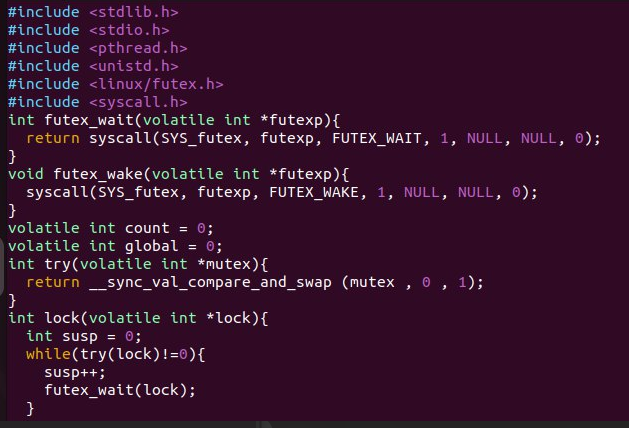 #include <stdlib.h>
#include <stdio.h>
#include <pthread.h>
#include <unistd.h>
#include <linux/futex.h>
#include <syscall.h>
int futex_wait(volatile int *futexp){
  return syscall(SYS_futex, futexp, FUTEX_WAIT, 1, NULL, NULL, 0);
}
void futex_wake(volatile int *futexp){
  syscall(SYS_futex, futexp, FUTEX_WAKE, 1, NULL, NULL, 0);
}
volatile int count = 0;
volatile int global = 0;
int try(volatile int *mutex){
  return __sync_val_compare_and_swap (mutex , 0 , 1);
}
int lock(volatile int *lock){
  int susp = 0;
  while(try(lock)!=0){
    susp++;
    futex_wait(lock);
  }